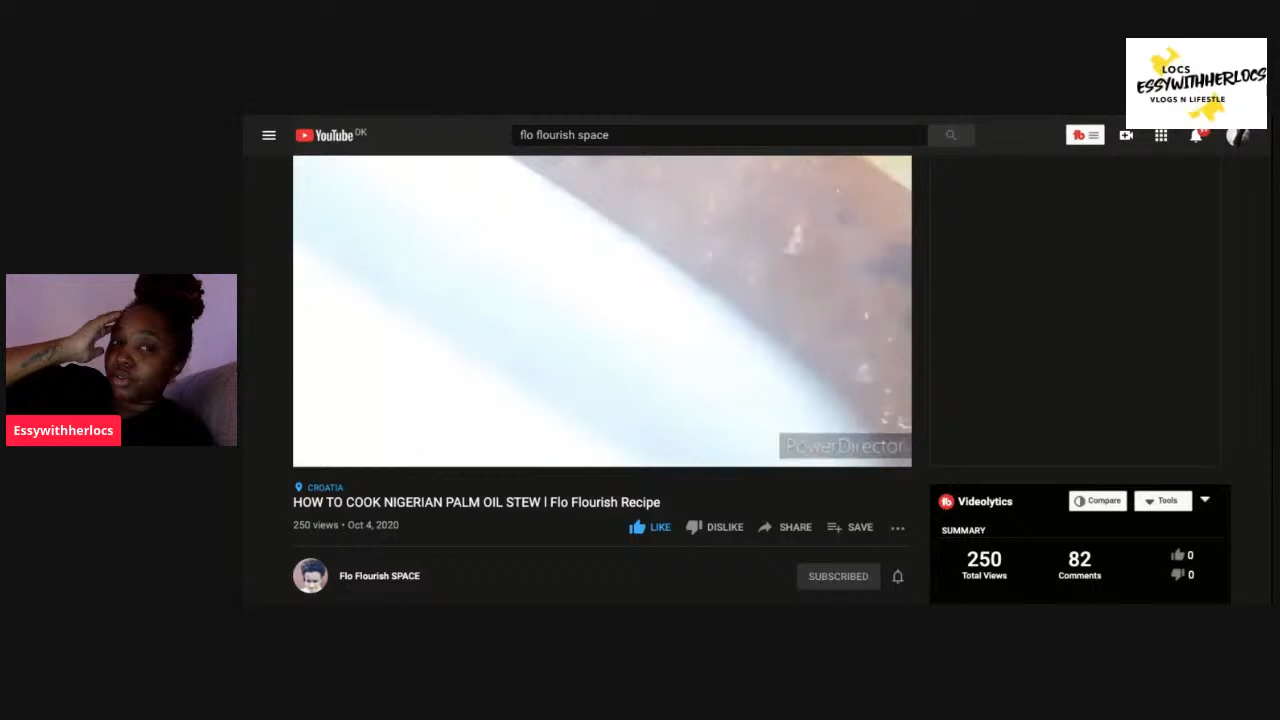 LOCS
ESSYWITHHERLOCS
VLOGS N LIFESTLE
YouTube DK
flo flourish space
PowerDirector
Essywithherlocs
CROATIA
HOW TO COOK NIGERIAN PALM OIL STEW | Flo Flourish Recipe
250 views • Oct 4, 2020
LIKE DISLIKE SHARE SAVE
Flo Flourish SPACE
SUBSCRIBED
Videolytics
Compare
Tools
SUMMARY
250 82 0
Total Views Comments 0